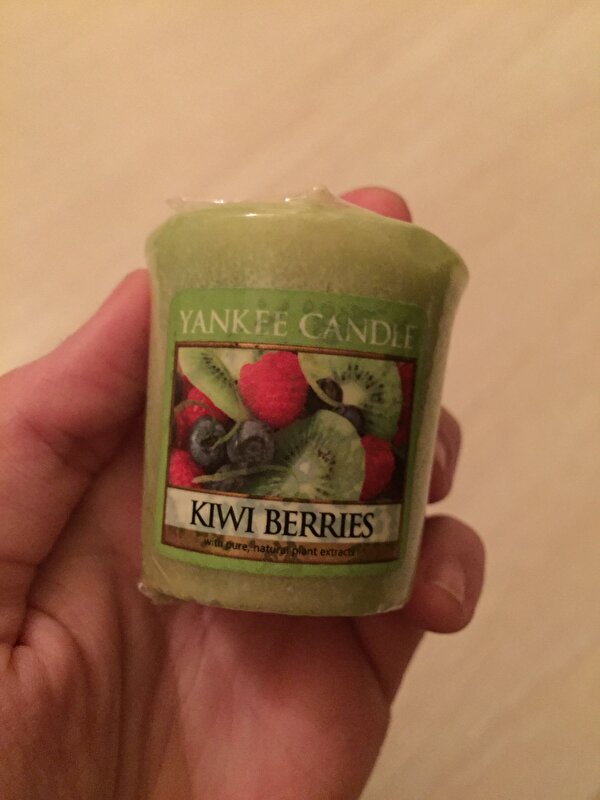 YANKEE CANDLE
KIWI BERRIES
with pure, natural plant extracts